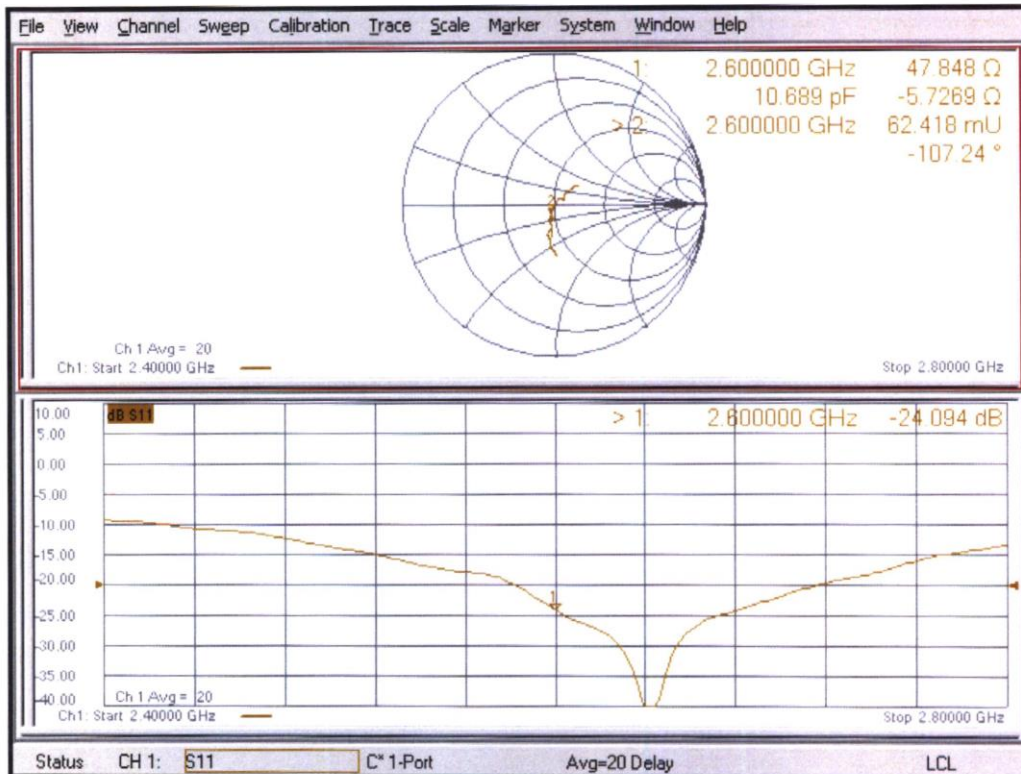 File View Channel Sweep Calibration Trace Scale Marker System Window Help
1: 2.600000 GHz 47.848 Ω
10.689 pF -5.7269 Ω
> 2: 2.600000 GHz 62.418 mU
-107.24 °
Ch 1 Avg = 20
Ch1: Start 2.40000 GHz
Stop 2.80000 GHz
10.00
dB S11
> 1: 2.600000 GHz -24.094 dB
5.00
0.00
-5.00
-10.00
-15.00
-20.00
1
-25.00
-30.00
-35.00
-40.00
Ch 1 Avg = 20
Ch1: Start 2.40000 GHz
Stop 2.80000 GHz
Status CH 1: S11 C* 1-Port Avg=20 Delay LCL